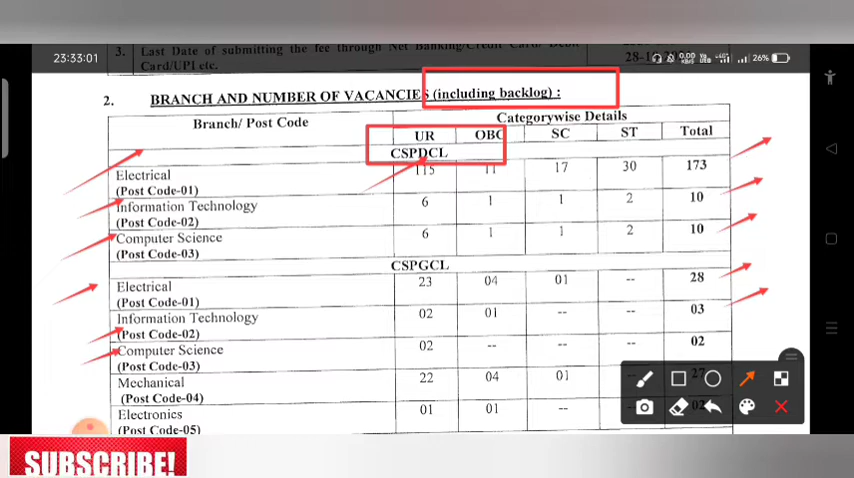 3. Last Date of submitting the fee through Net Banking/Credit Card/ Debit
Card/UPI etc.
23:33:01
26%
2. BRANCH AND NUMBER OF VACANCIES (including backlog) :
Branch/ Post Code Categorywise Details
UR OBC SC ST Total
CSPDCL
Electrical 115 11 17 30 173
(Post Code-01)
Information Technology 6 1 1 2 10
(Post Code-02)
Computer Science 6 1 1 2 10
(Post Code-03)
CSPGCL
Electrical 23 04 01 -- 28
(Post Code-01)
Information Technology 02 01 -- -- 03
(Post Code-02)
Computer Science 02 -- -- -- 02
(Post Code-03)
Mechanical 22 04 01 -- 27
(Post Code-04)
Electronics 01 01 -- 02
(Post Code-05)
SUBSCRIBE!